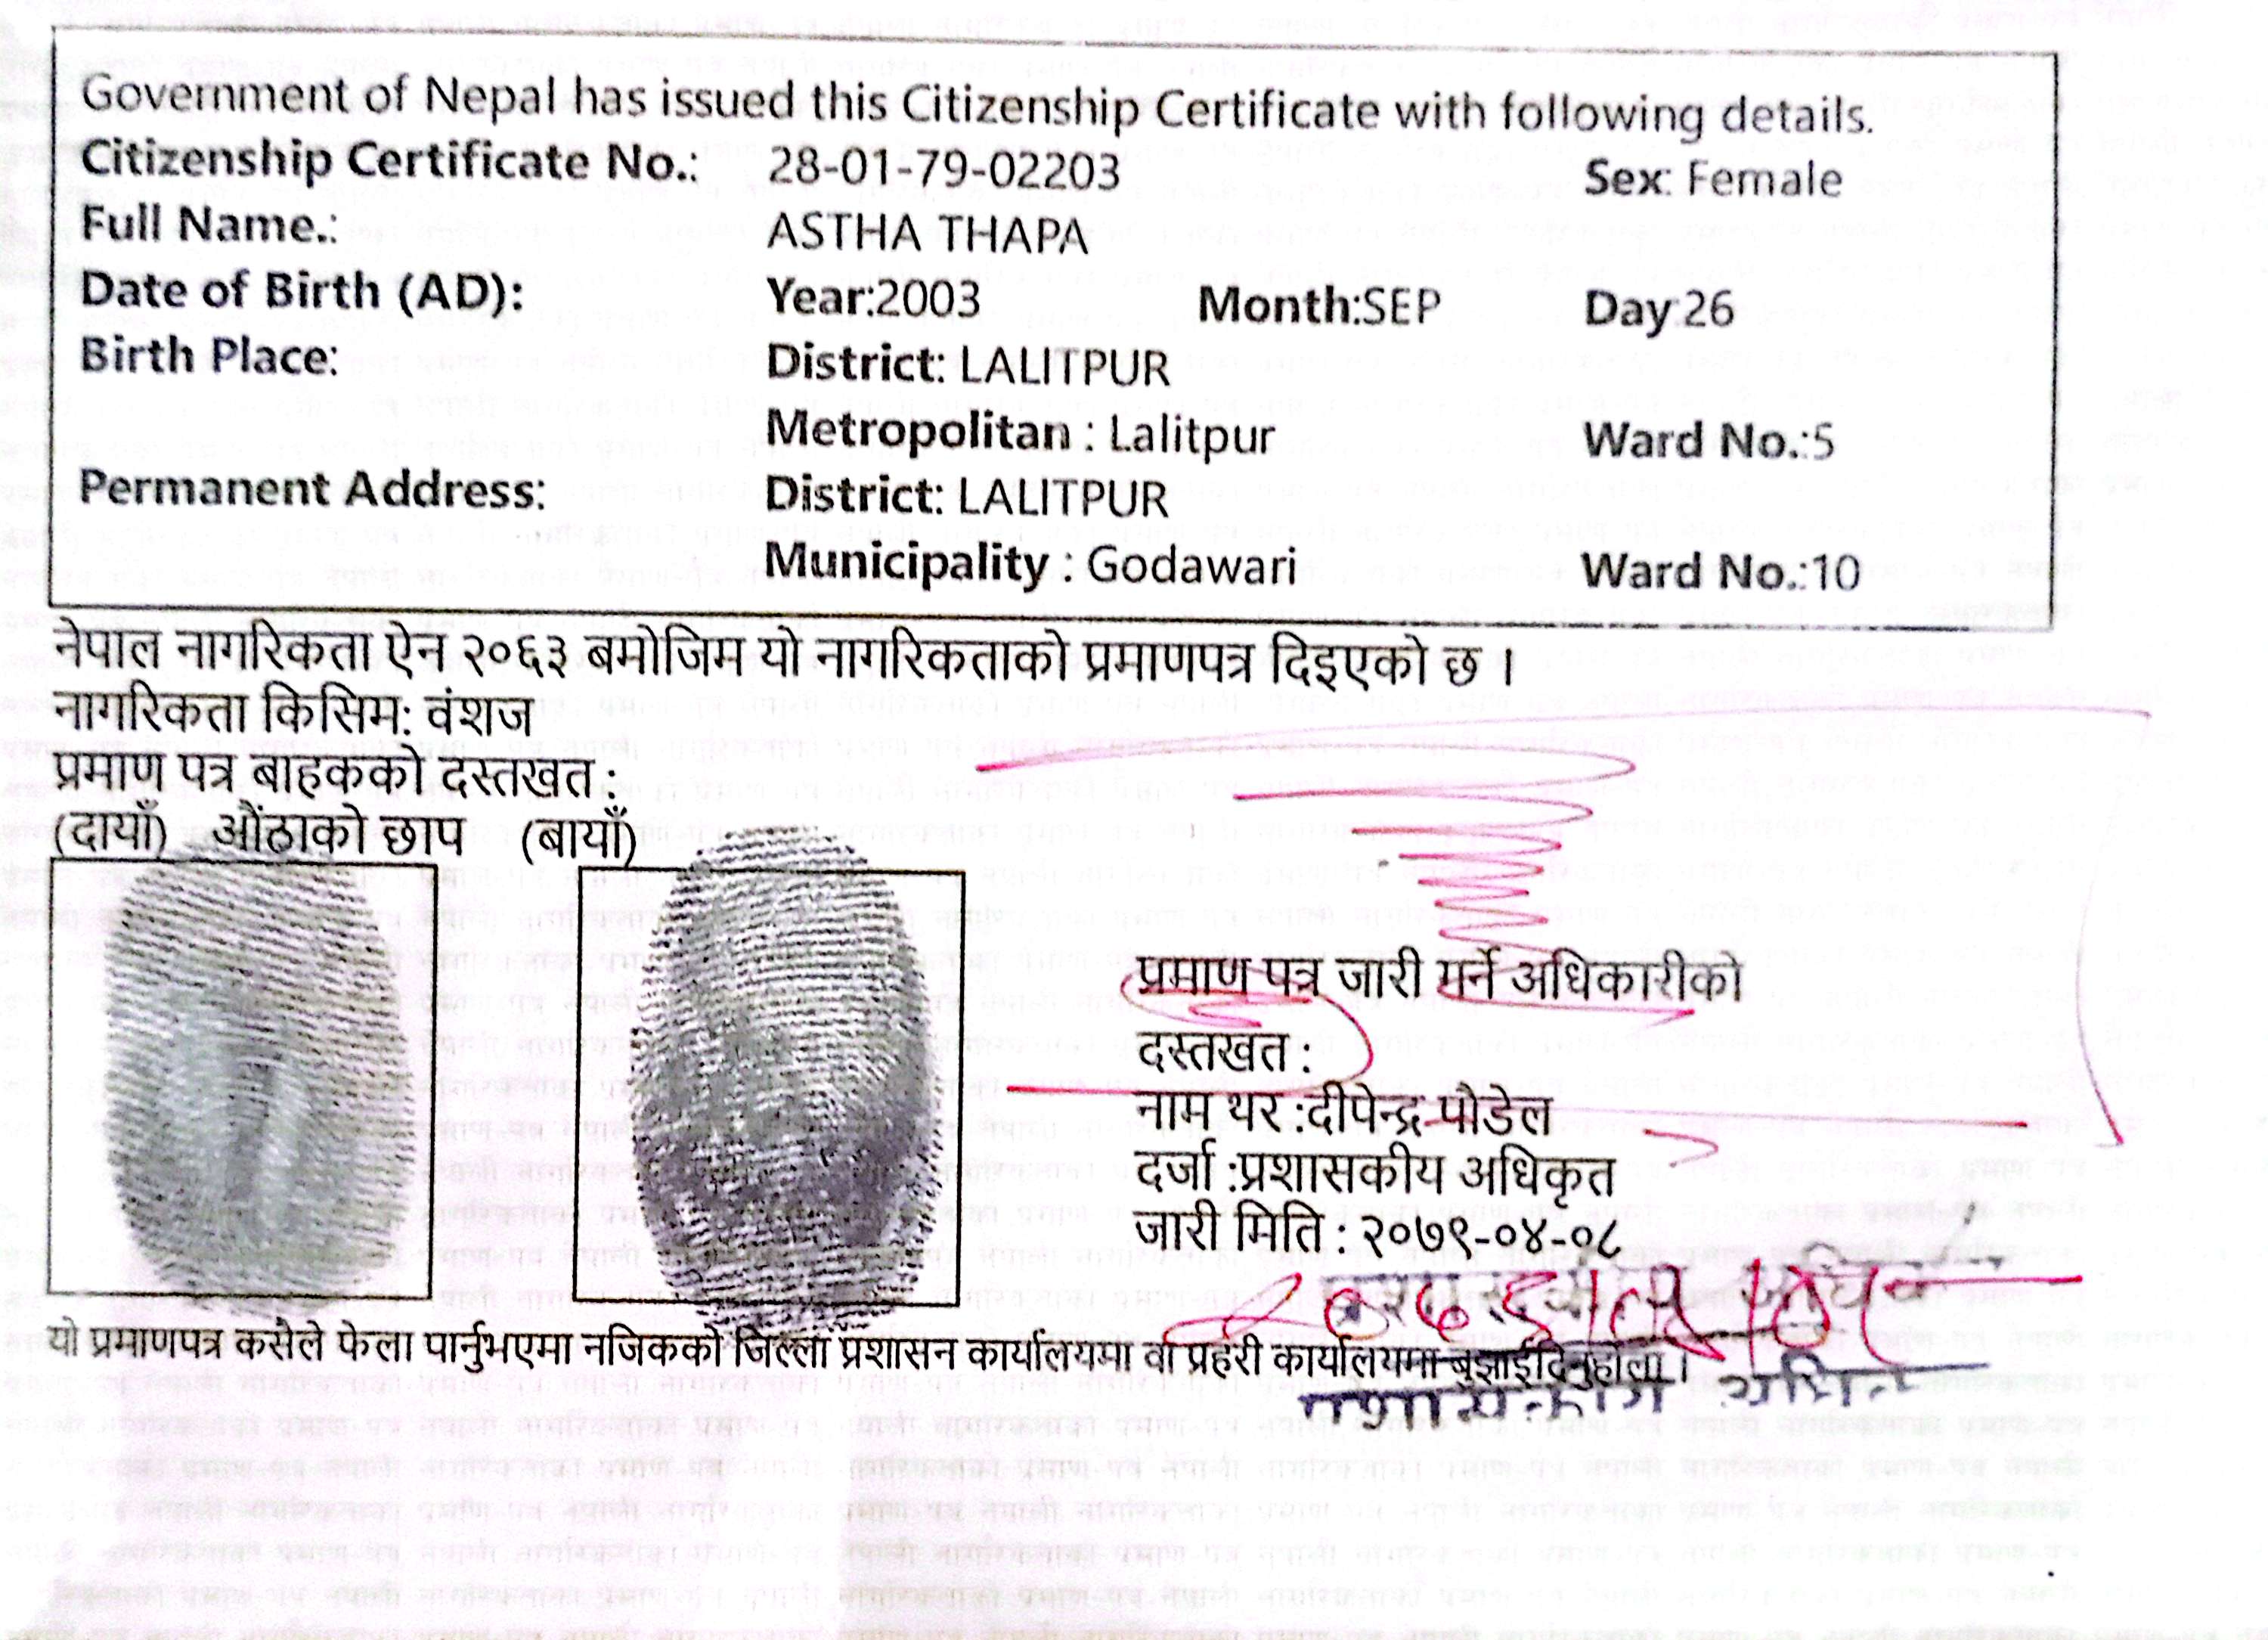 Government of Nepal has issued this Citizenship Certificate with following details.
Citizenship Certificate No.: 28-01-79-02203 Sex: Female
Full Name.: ASTHA THAPA
Date of Birth (AD): Year:2003 Month:SEP Day:26
Birth Place: District: LALITPUR
Metropolitan : Lalitpur Ward No.:5
Permanent Address: District: LALITPUR
Municipality : Godawari Ward No.:10
नेपाल नागरिकता ऐन २०६३ बमोजिम यो नागरिकताको प्रमाणपत्र दिइएको छ ।
नागरिकता किसिम: वंशज
प्रमाण पत्र बाहकको दस्तखत :
(दायाँ) औंठाको छाप (बायाँ)
प्रमाण पत्र जारी गर्ने अधिकारीको
दस्तखत :
नाम थर :दीपेन्द्र पौडेल
दर्जा :प्रशासकीय अधिकृत
जारी मिति : २०७९-०४-०८
यो प्रमाणपत्र कसैले फेला पार्नुभएमा नजिकको जिल्ला प्रशासन कार्यालयमा वा प्रहरी कार्यालयमा बुझाईदिनुहोला ।